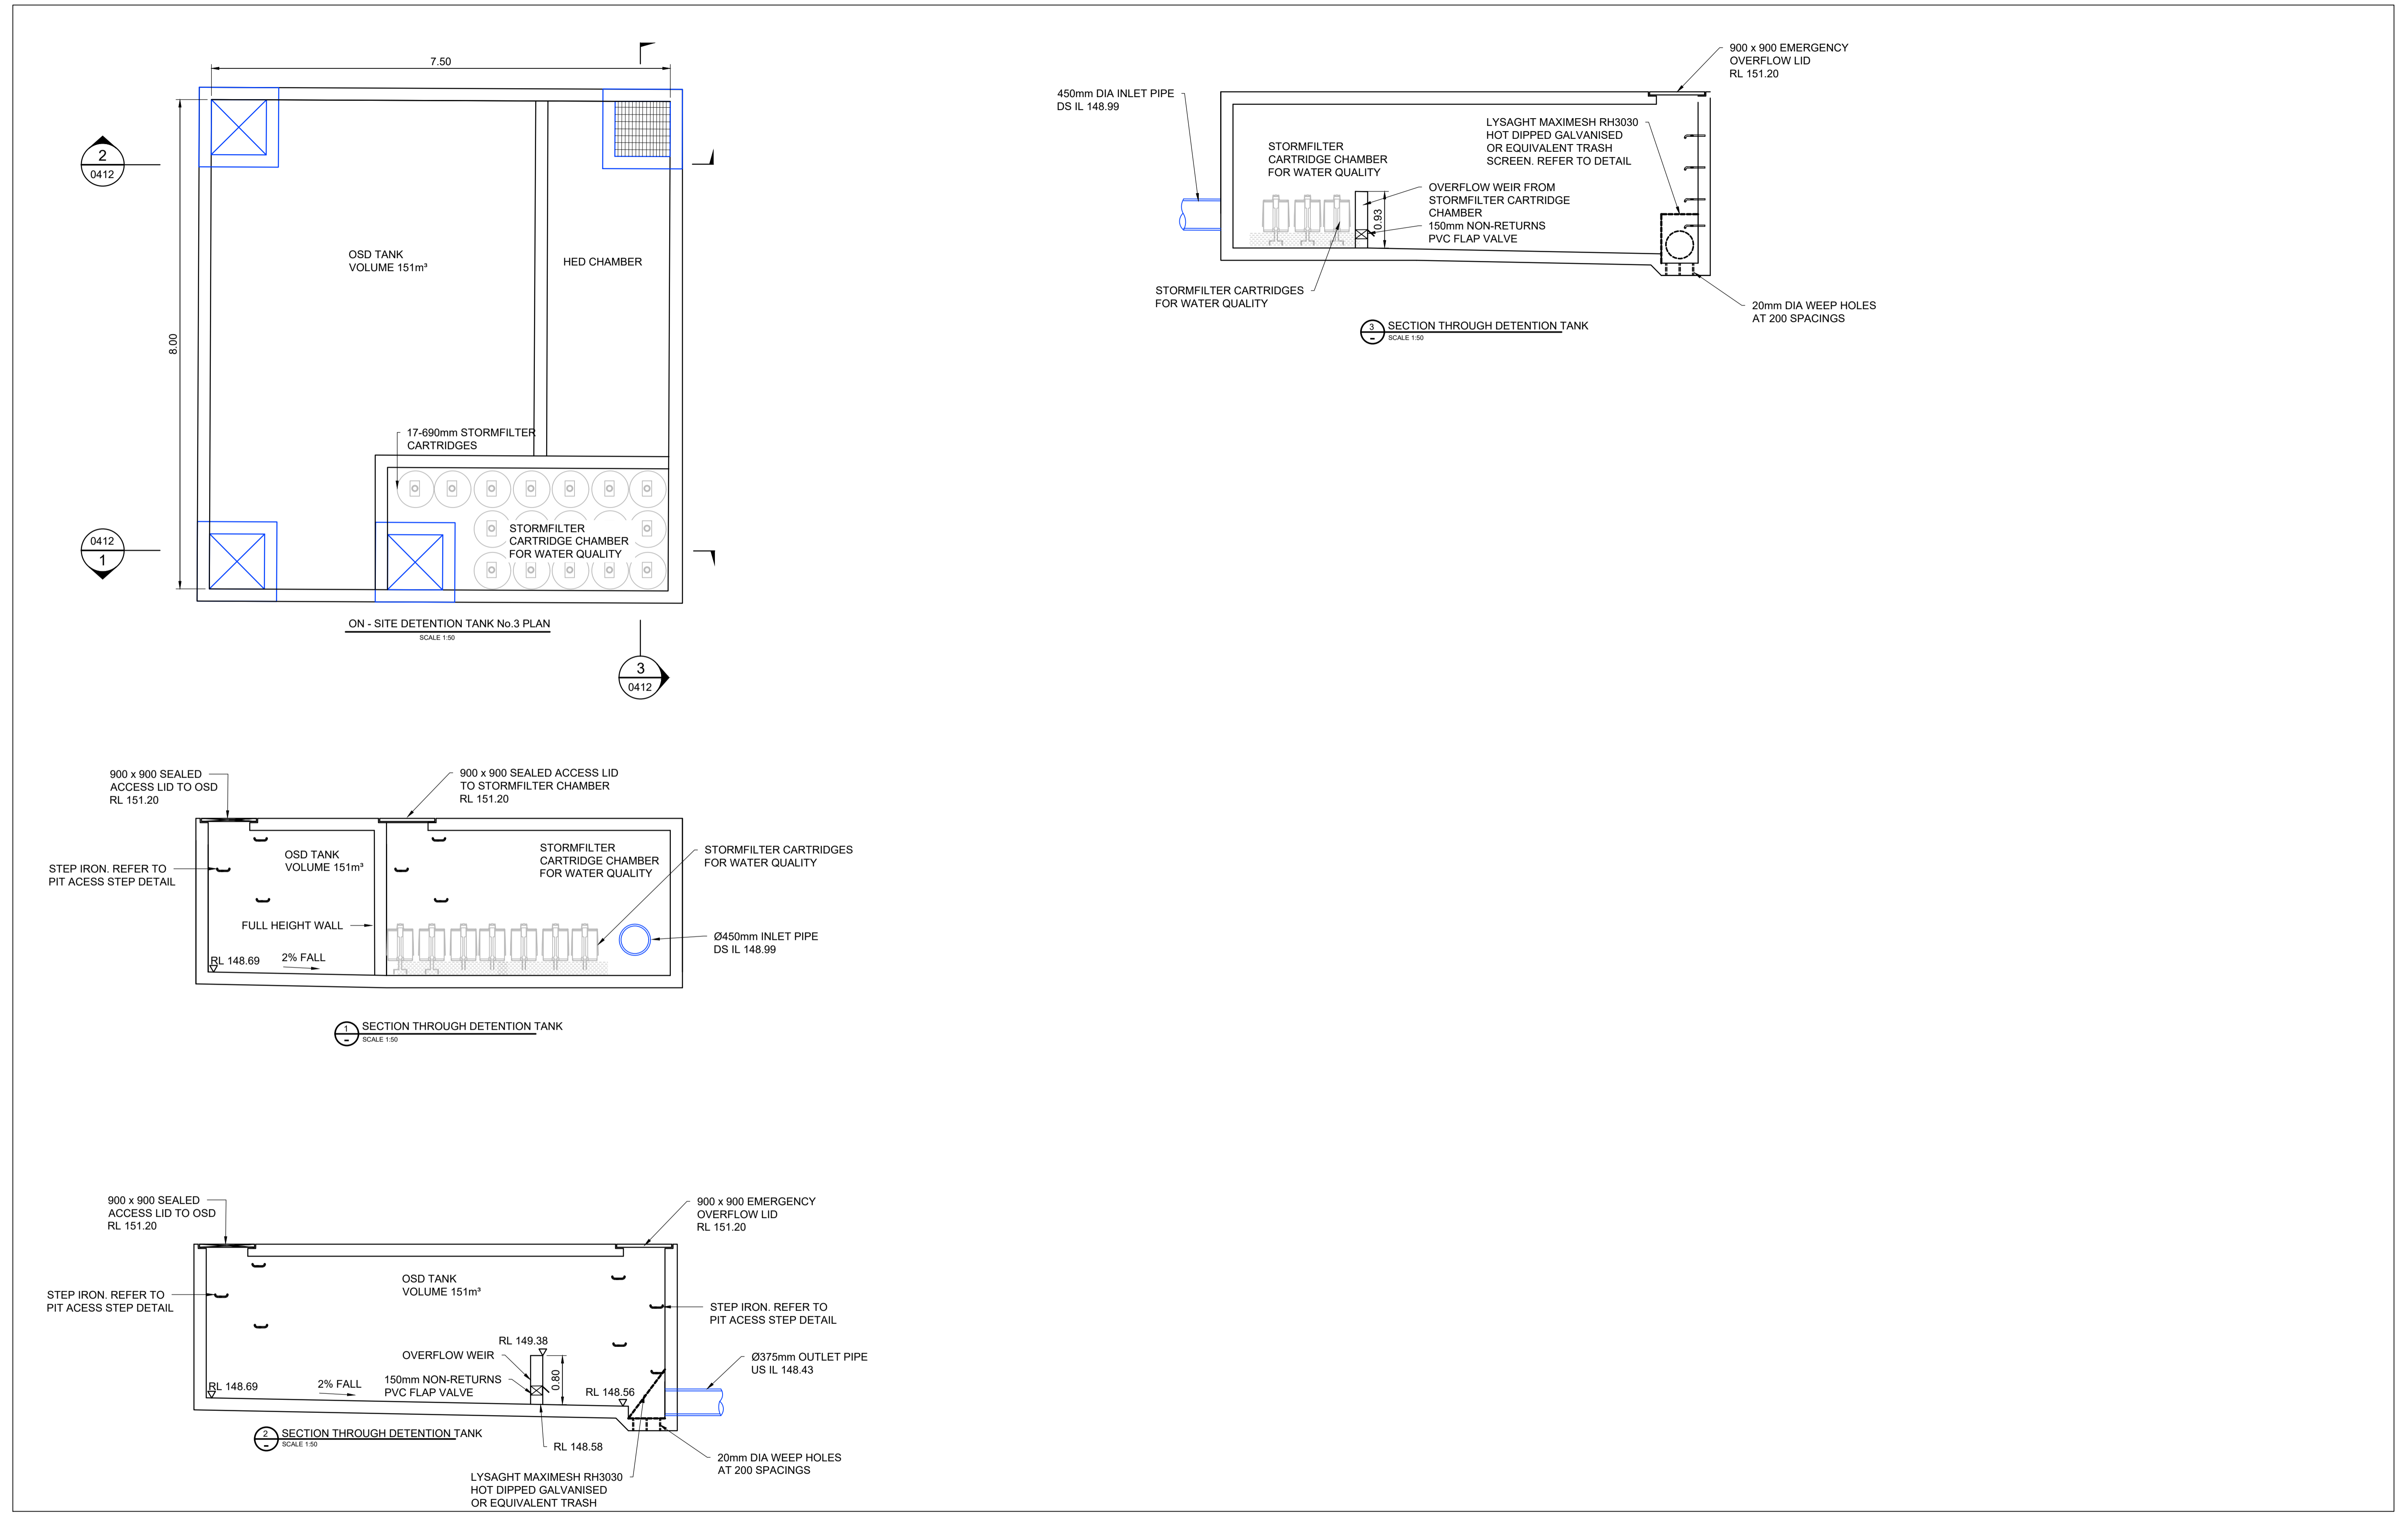 7.50
8.00
2
0412
0412
1
OSD TANK
VOLUME 151m³
HED CHAMBER
17-690mm STORMFILTER
CARTRIDGES
STORMFILTER
CARTRIDGE CHAMBER
FOR WATER QUALITY
ON - SITE DETENTION TANK No.3 PLAN
SCALE 1:50
3
0412
900 x 900 EMERGENCY
OVERFLOW LID
RL 151.20
450mm DIA INLET PIPE
DS IL 148.99
LYSAGHT MAXIMESH RH3030
HOT DIPPED GALVANISED
OR EQUIVALENT TRASH
SCREEN. REFER TO DETAIL
STORMFILTER
CARTRIDGE CHAMBER
FOR WATER QUALITY
OVERFLOW WEIR FROM
STORMFILTER CARTRIDGE
CHAMBER
0.93
150mm NON-RETURNS
PVC FLAP VALVE
STORMFILTER CARTRIDGES
FOR WATER QUALITY
20mm DIA WEEP HOLES
AT 200 SPACINGS
3
-
SECTION THROUGH DETENTION TANK
SCALE 1:50
900 x 900 SEALED
ACCESS LID TO OSD
RL 151.20
900 x 900 SEALED ACCESS LID
TO STORMFILTER CHAMBER
RL 151.20
OSD TANK
VOLUME 151m³
STORMFILTER
CARTRIDGE CHAMBER
FOR WATER QUALITY
STORMFILTER CARTRIDGES
FOR WATER QUALITY
STEP IRON. REFER TO
PIT ACESS STEP DETAIL
FULL HEIGHT WALL
Ø450mm INLET PIPE
DS IL 148.99
RL 148.69
2% FALL
1
-
SECTION THROUGH DETENTION TANK
SCALE 1:50
900 x 900 SEALED
ACCESS LID TO OSD
RL 151.20
900 x 900 EMERGENCY
OVERFLOW LID
RL 151.20
OSD TANK
VOLUME 151m³
STEP IRON. REFER TO
PIT ACESS STEP DETAIL
STEP IRON. REFER TO
PIT ACESS STEP DETAIL
RL 149.38
OVERFLOW WEIR
0.80
150mm NON-RETURNS
PVC FLAP VALVE
Ø375mm OUTLET PIPE
US IL 148.43
RL 148.69
2% FALL
RL 148.56
2
-
SECTION THROUGH DETENTION TANK
SCALE 1:50
RL 148.58
20mm DIA WEEP HOLES
AT 200 SPACINGS
LYSAGHT MAXIMESH RH3030
HOT DIPPED GALVANISED
OR EQUIVALENT TRASH